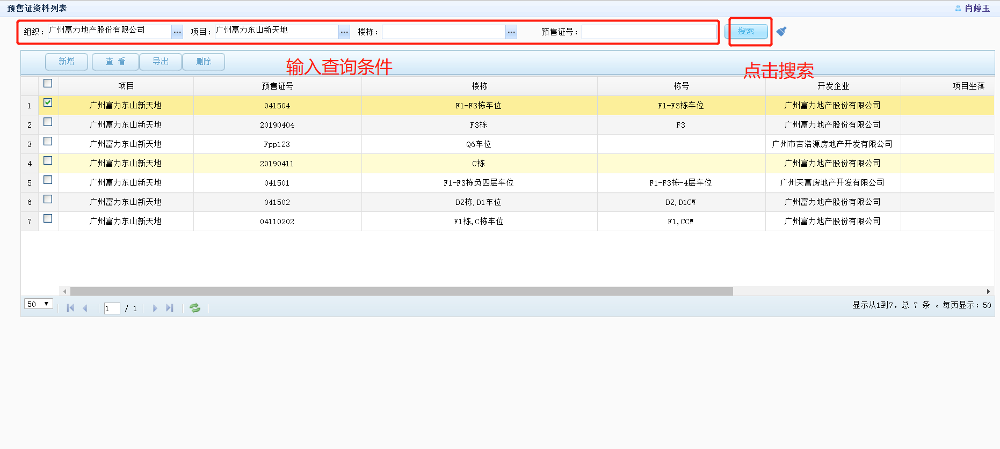 预售证资料列表 肖婷玉
组织： 广州富力地产股份有限公司 ... 项目： 广州富力东山新天地 ... 楼栋： ... 预售证号： 搜索
新增 查 看 导出 删除 输入查询条件 点击搜索
项目 预售证号 楼栋 栋号 开发企业 项目坐落
1 广州富力东山新天地 041504 F1-F3栋车位 F1-F3栋车位 广州富力地产股份有限公司
2 广州富力东山新天地 20190404 F3栋 F3 广州富力地产股份有限公司
3 广州富力东山新天地 Fpp123 Q6车位 广州市吉浩源房地产开发有限公司
4 广州富力东山新天地 20190411 C栋 广州富力地产股份有限公司
5 广州富力东山新天地 041501 F1-F3栋负四层车位 F1-F3栋-4层车位 广州天富房地产开发有限公司
6 广州富力东山新天地 041502 D2栋,D1车位 D2,D1CW 广州富力地产股份有限公司
7 广州富力东山新天地 04110202 F1栋,C栋车位 F1,CCW 广州富力地产股份有限公司
50 1 / 1 显示从1到7，总 7 条 。每页显示：50